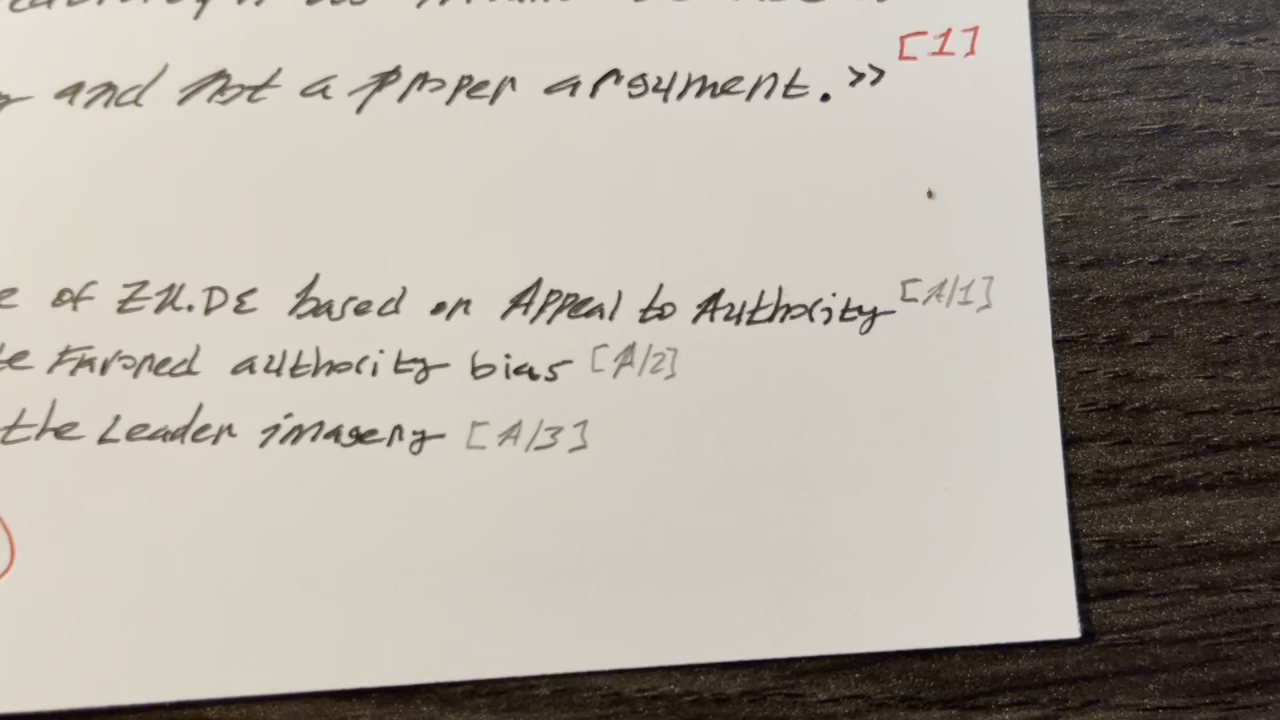 [1]
and not a proper argument.»
e of ZK.DE based on Appeal to Authority [A/1]
authority bias [A/2]
the Leader imagery [A/3]